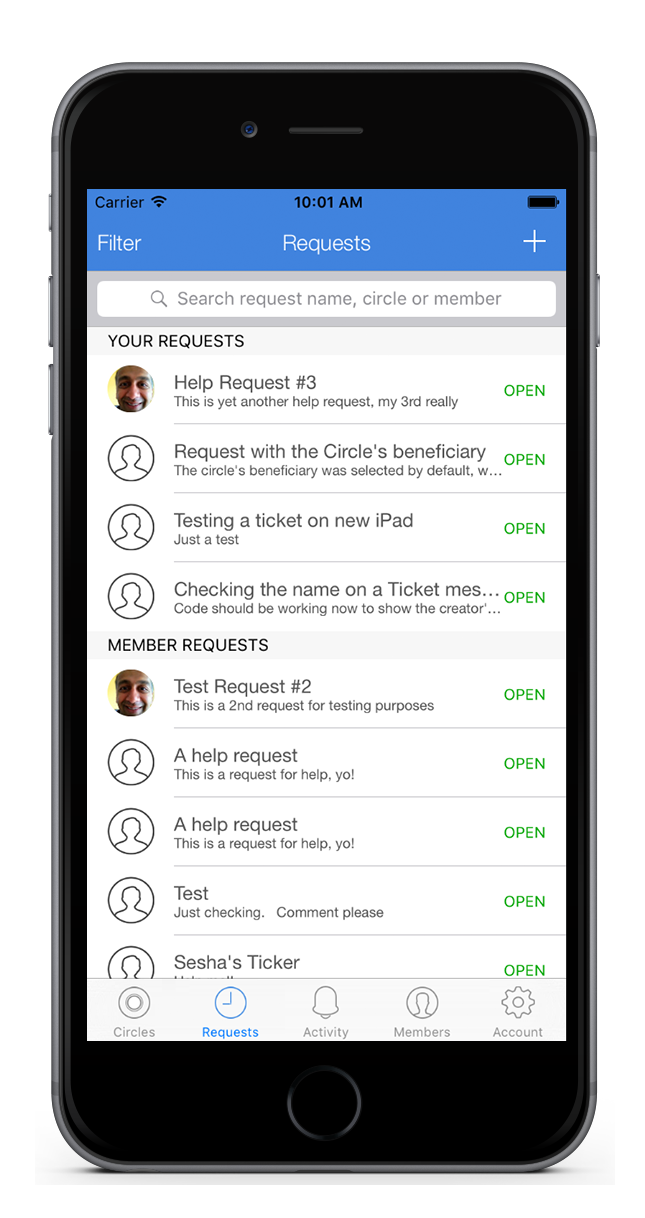 Carrier 10:01 AM
Filter Requests
Search request name, circle or member
YOUR REQUESTS
Help Request #3
This is yet another help request, my 3rd really
OPEN
Request with the Circle's beneficiary
The circle's beneficiary was selected by default, w...
OPEN
Testing a ticket on new iPad
Just a test
OPEN
Checking the name on a Ticket mes...
Code should be working now to show the creator'...
OPEN
MEMBER REQUESTS
Test Request #2
This is a 2nd request for testing purposes
OPEN
A help request
This is a request for help, yo!
OPEN
A help request
This is a request for help, yo!
OPEN
Test
Just checking.   Comment please
OPEN
Sesha's Ticker
OPEN
Circles Requests Activity Members Account